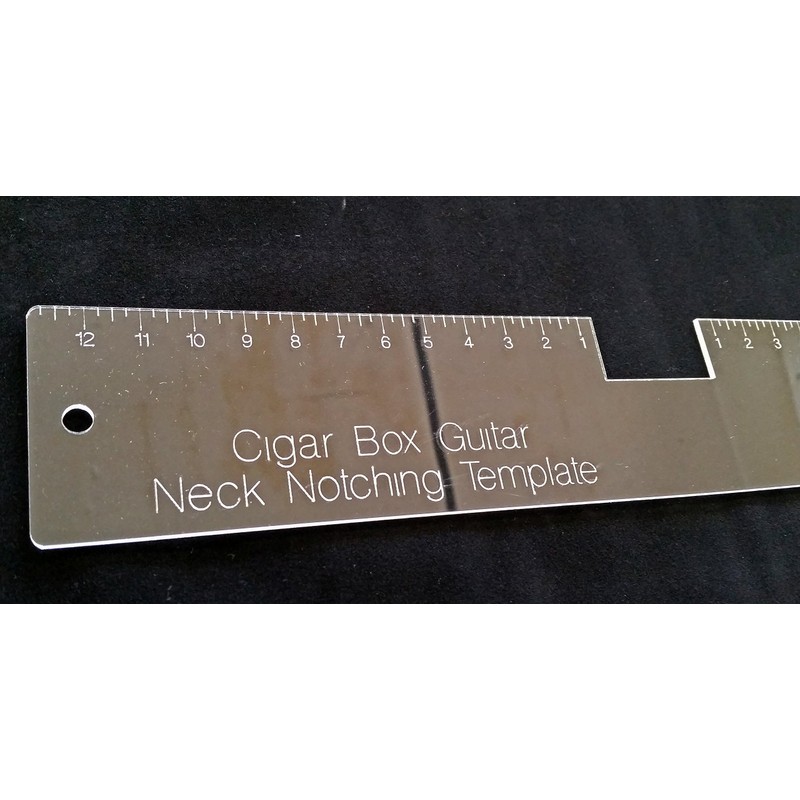 12 11 10 9 8 7 6 5 4 3 2 1 1 2 3
Cigar Box Guitar
Neck Notching Template